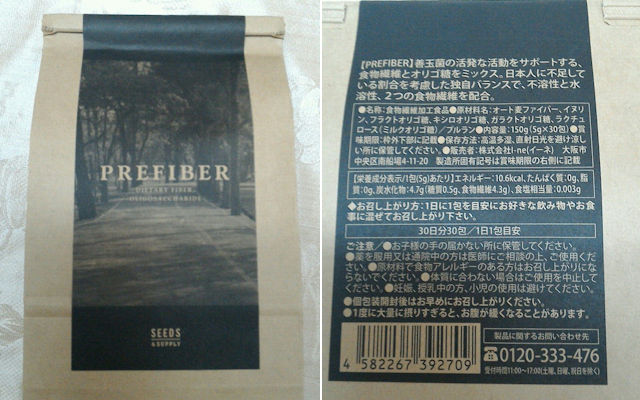 PREFIBER
DIETARY FIBER
OLIGOSACCHARIDE
SEEDS
&SUPPLY
【PREFIBER】善玉菌の活発な活動をサポートする、
食物繊維とオリゴ糖をミックス。日本人に不足して
いる割合を考慮した独自バランスで、不溶性と水
溶性、2つの食物繊維を配合。
●名称:食物繊維加工食品●原材料名:オート麦ファイバー、イヌリ
ン、フラクトオリゴ糖、キシロオリゴ糖、ガラクトオリゴ糖、ラクチュ
ロース(ミルクオリゴ糖)／プルラン●内容量:150g(5g×30包)●賞
味期限:枠外下部に記載●保存方法:高温多湿、直射日光を避け涼し
い所に保管してください。●販売者:株式会社I-ne(イーネ) 大阪市
中央区南船場4-11-20 製造所固有記号は賞味期限の右側に記載
【栄養成分表示/1包(5g)あたり】エネルギー:10.6kcal、たんぱく質:0g、脂
質:0g、炭水化物:4.7g(糖質0.5g、食物繊維4.3g)、食塩相当量:0.003g
◆お召し上がり方:1日に1包を目安にお好きな飲み物やお食
事に混ぜてお召し上がり下さい。
30日分30包／1日1包目安
ご注意／●お子様の手の届かない所に保管してください。
●薬を服用又は通院中の方は医師にご相談の上、ご使用くだ
さい。●原材料で食物アレルギーのある方はお召し上がりにな
らないでください。●体質に合わない場合はご使用を中止して
ください。●妊娠、授乳中の方、小児の使用は避けてください。
●個包装開封後はお早めにお召し上がりください。
●1度に大量に摂りすぎると、お腹が緩くなることがあります。
製品に関するお問い合わせ先
0120-333-476
受付時間11:00〜17:00(土曜、日曜、祝日を除く)
4 582267 392709